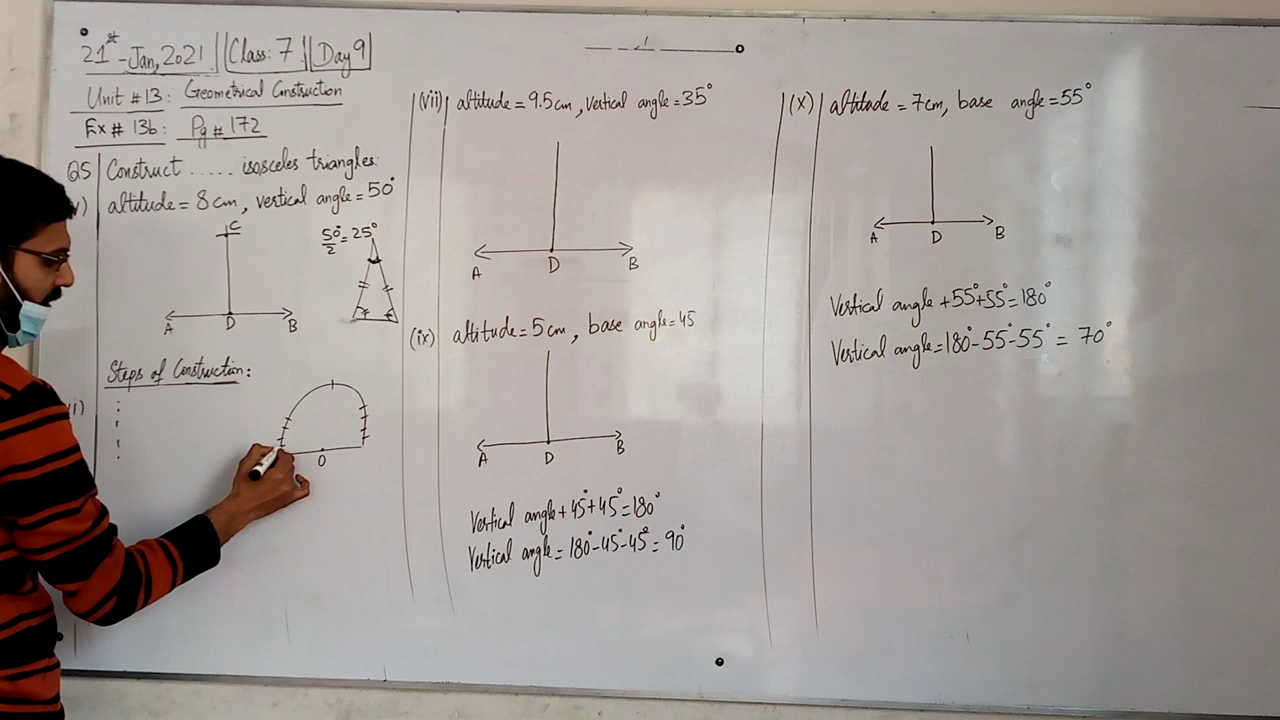 21st-Jan, 2021 || Class: 7 || Day 9
Unit # 13: Geometrical Construction
Ex # 13b: Pg # 172
Q5 Construct ..... isosceles triangles:
v) altitude = 8 cm, vertical angle = 50°
C
50°/2 = 25°
A D B
Steps of Construction:
i)
O
(vii) altitude = 9.5 cm, vertical angle = 35°
A D B
(ix) altitude = 5 cm, base angle = 45
A D B
Vertical angle + 45° + 45° = 180°
Vertical angle = 180° - 45° - 45° = 90°
(x) altitude = 7 cm, base angle = 55°
A D B
Vertical angle + 55° + 55° = 180°
Vertical angle = 180° - 55° - 55° = 70°